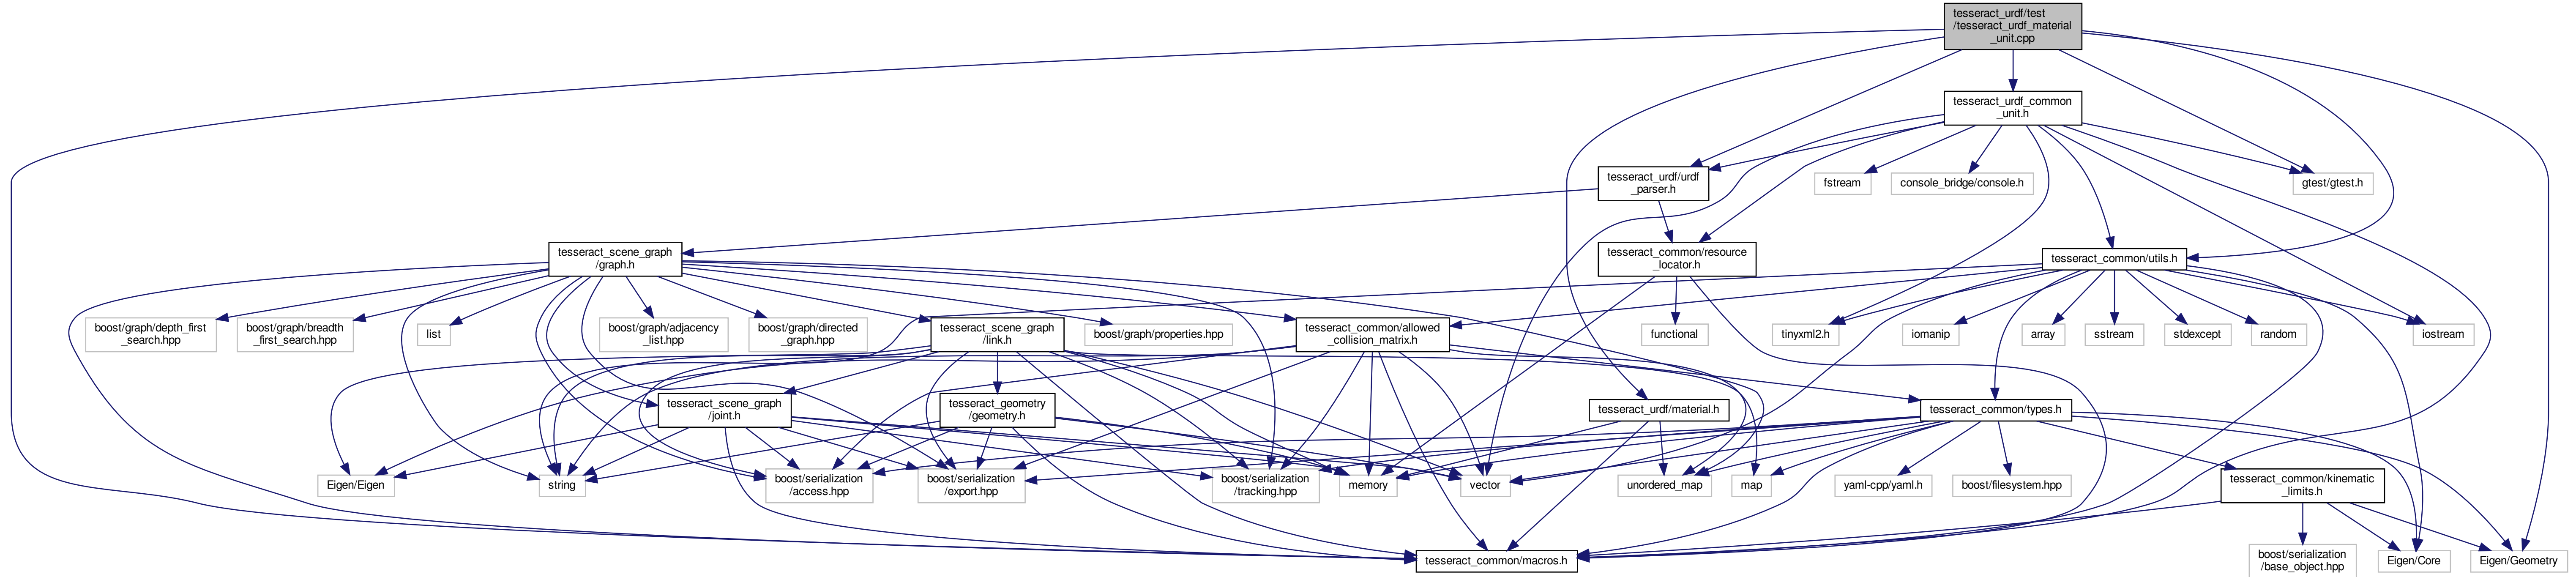 tesseract_urdf/test
/tesseract_urdf_material
_unit.cpp
tesseract_urdf_common
_unit.h
tesseract_urdf/urdf
_parser.h
fstream
console_bridge/console.h
gtest/gtest.h
tesseract_scene_graph
/graph.h
tesseract_common/resource
_locator.h
tesseract_common/utils.h
boost/graph/depth_first
_search.hpp
boost/graph/breadth
_first_search.hpp
list
boost/graph/adjacency
_list.hpp
boost/graph/directed
_graph.hpp
tesseract_scene_graph
/link.h
boost/graph/properties.hpp
tesseract_common/allowed
_collision_matrix.h
functional
tinyxml2.h
iomanip
array
sstream
stdexcept
random
iostream
tesseract_scene_graph
/joint.h
tesseract_geometry
/geometry.h
tesseract_urdf/material.h
tesseract_common/types.h
Eigen/Eigen
string
boost/serialization
/access.hpp
boost/serialization
/export.hpp
boost/serialization
/tracking.hpp
memory
vector
unordered_map
map
yaml-cpp/yaml.h
boost/filesystem.hpp
tesseract_common/kinematic
_limits.h
tesseract_common/macros.h
boost/serialization
/base_object.hpp
Eigen/Core
Eigen/Geometry